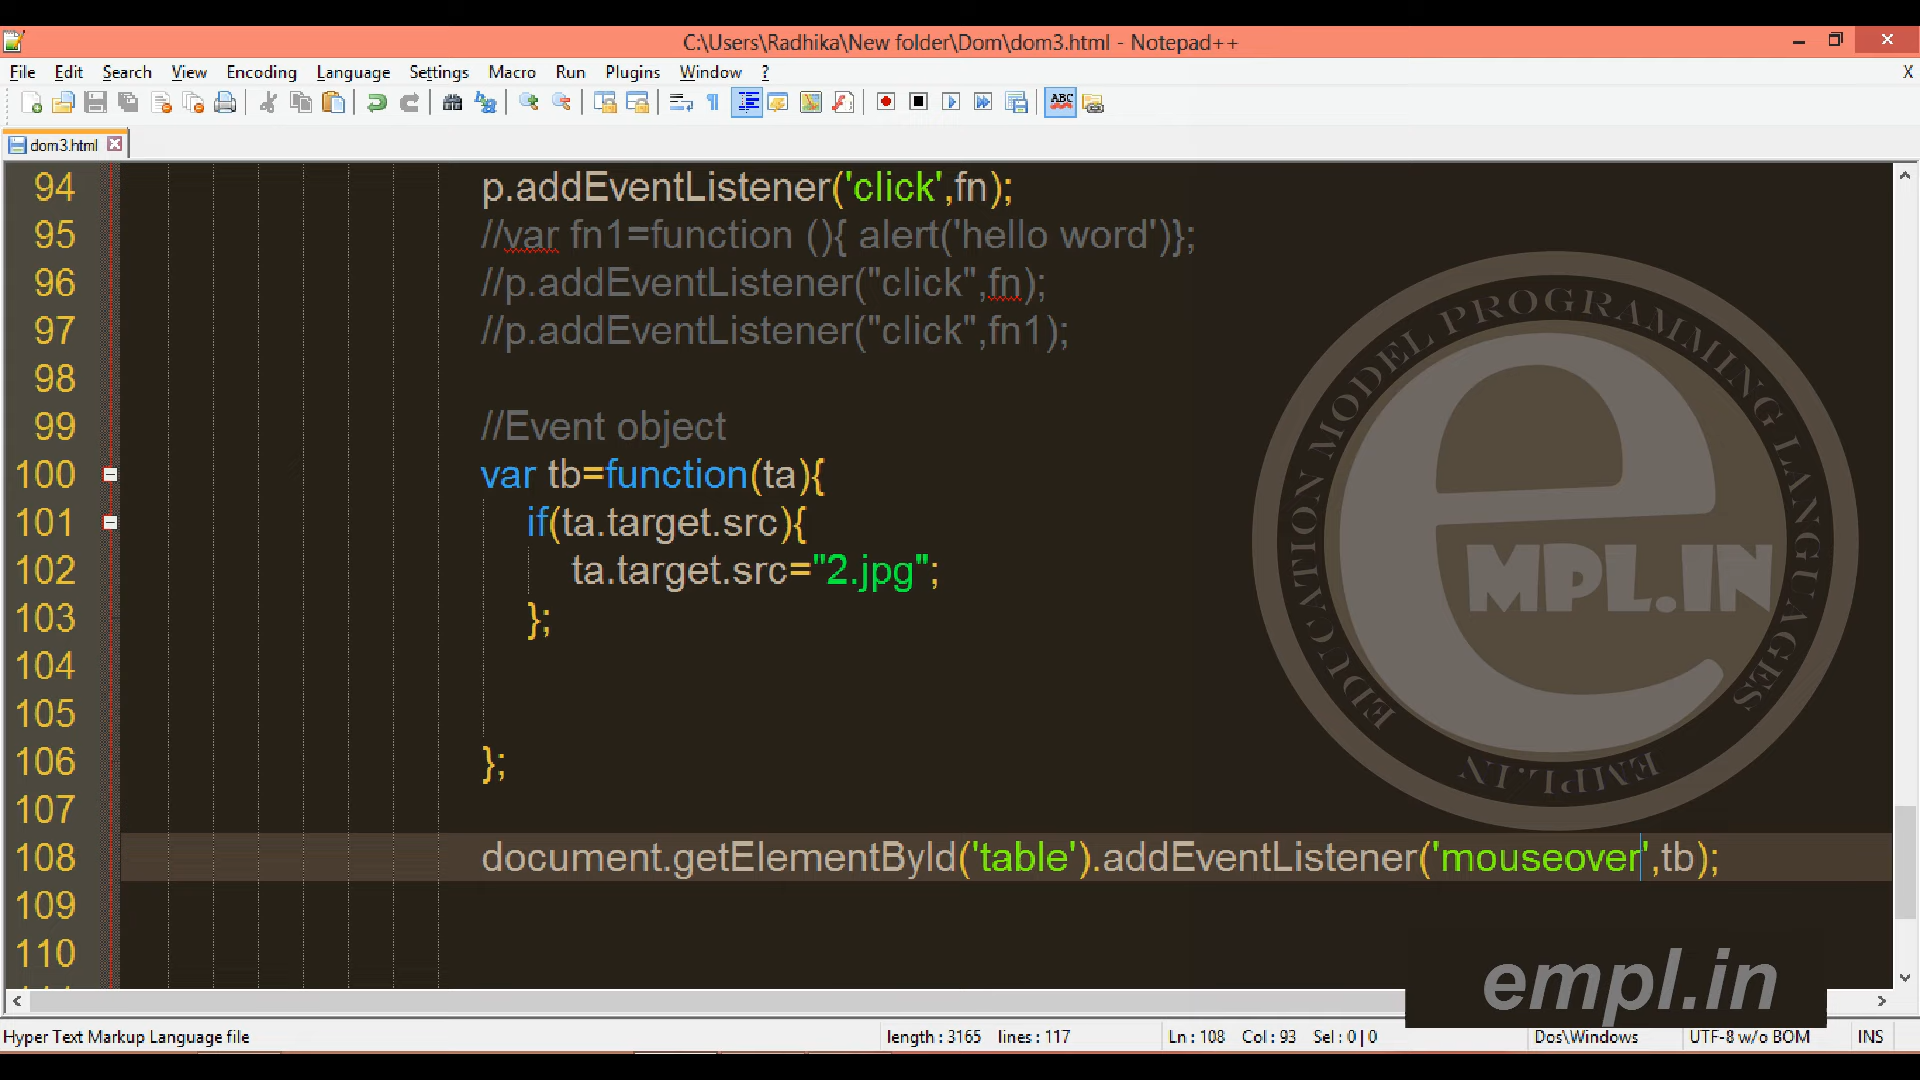 C:\Users\Radhika\New folder\Dom\dom3.html - Notepad++
File Edit Search View Encoding Language Settings Macro Run Plugins Window ? X
ABC
dom3.html
94 p.addEventListener('click',fn);
95 //var fn1=function (){ alert('hello word')};
96 //p.addEventListener("click",fn);
97 //p.addEventListener("click",fn1);
98
99 //Event object
100 var tb=function(ta){
101 if(ta.target.src){
102 ta.target.src="2.jpg";
103 };
104
105
106 };
107
108 document.getElementById('table').addEventListener('mouseover',tb);
109
110
EDUCATION MODEL PROGRAMMING LANGUAGES
eMPL.IN
EMPL.IN
empl.in
Hyper Text Markup Language file length : 3165 lines : 117 Ln : 108 Col : 93 Sel : 0 | 0 Dos\Windows UTF-8 w/o BOM INS